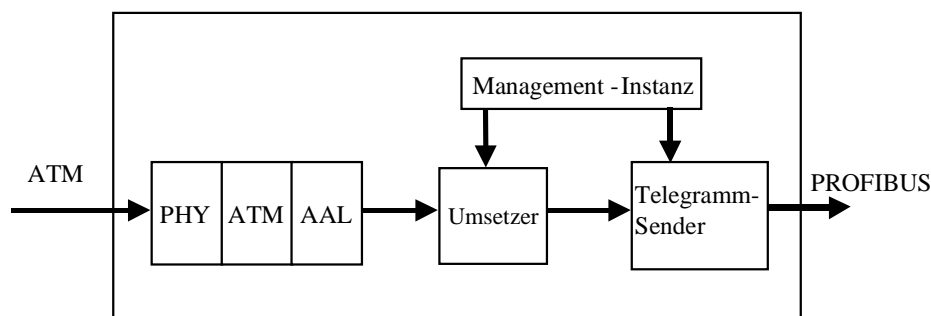 Management - Instanz
ATM
PROFIBUS
PHY
ATM
AAL
Umsetzer
Telegramm-
Sender